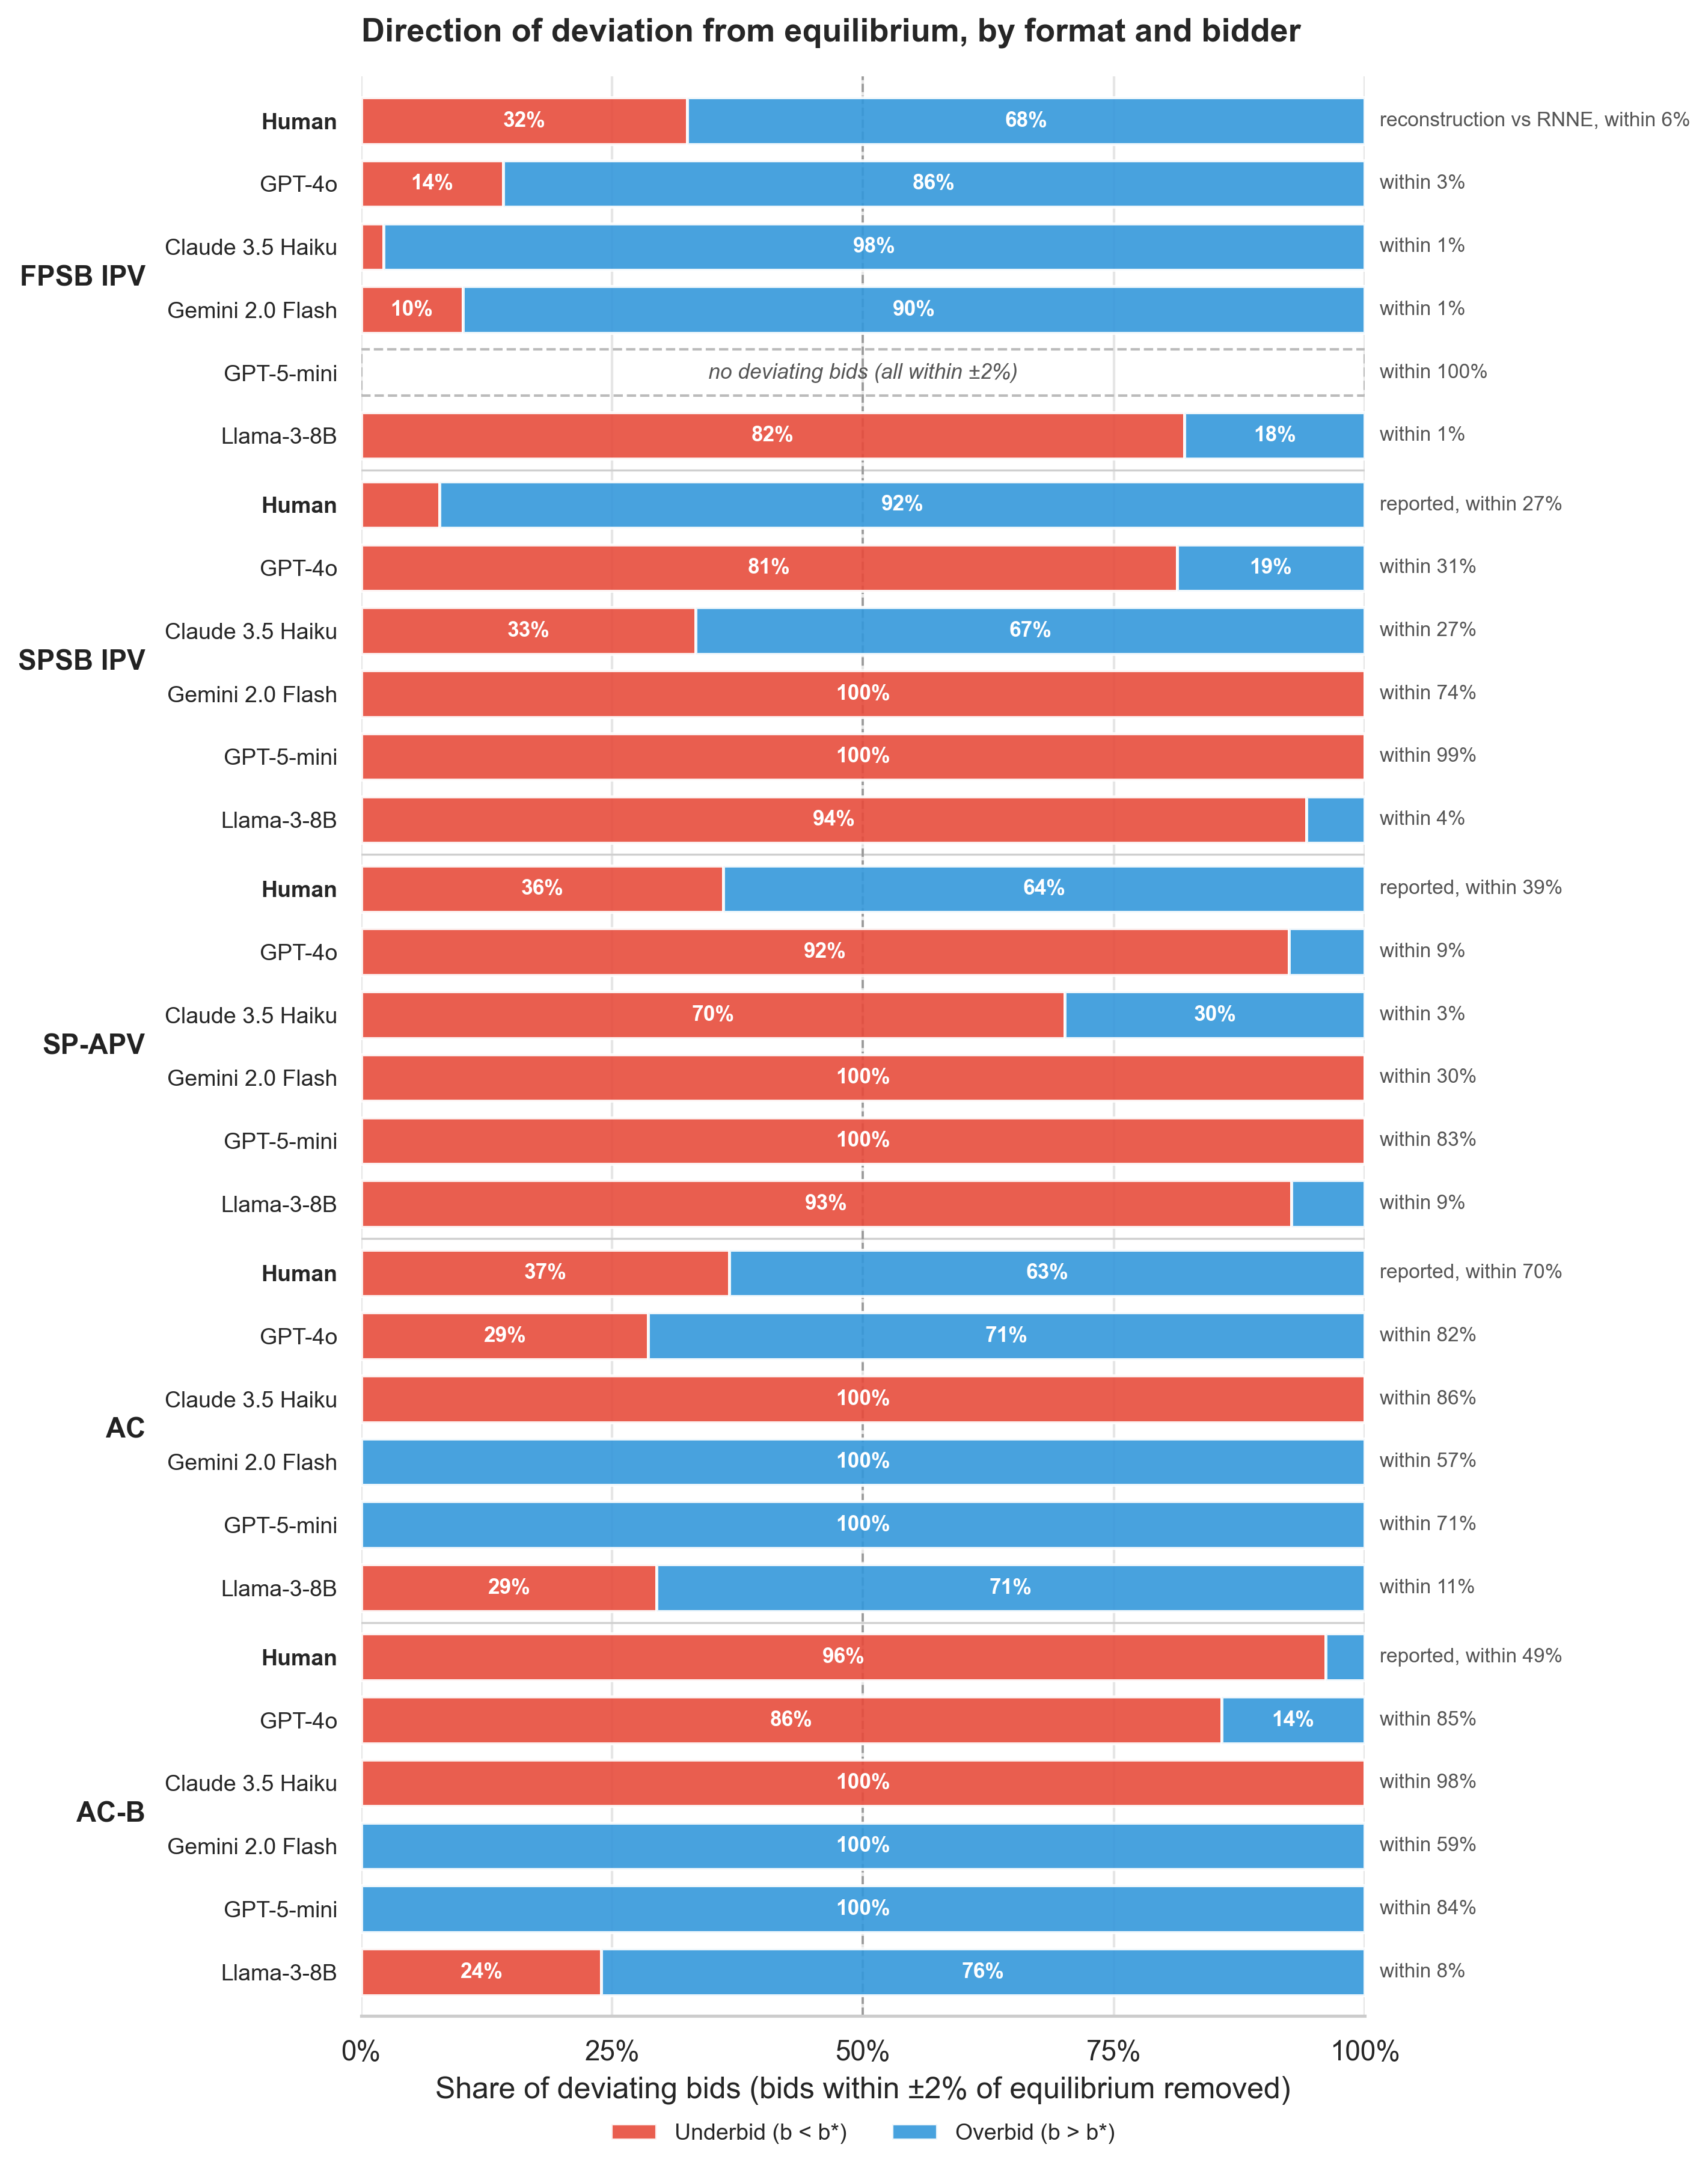 Direction of deviation from equilibrium, by format and bidder
FPSB IPV
Human 32% 68% reconstruction vs RNNE, within 6%
GPT-4o 14% 86% within 3%
Claude 3.5 Haiku 98% within 1%
Gemini 2.0 Flash 10% 90% within 1%
GPT-5-mini no deviating bids (all within ±2%) within 100%
Llama-3-8B 82% 18% within 1%
SPSB IPV
Human 92% reported, within 27%
GPT-4o 81% 19% within 31%
Claude 3.5 Haiku 33% 67% within 27%
Gemini 2.0 Flash 100% within 74%
GPT-5-mini 100% within 99%
Llama-3-8B 94% within 4%
SP-APV
Human 36% 64% reported, within 39%
GPT-4o 92% within 9%
Claude 3.5 Haiku 70% 30% within 3%
Gemini 2.0 Flash 100% within 30%
GPT-5-mini 100% within 83%
Llama-3-8B 93% within 9%
AC
Human 37% 63% reported, within 70%
GPT-4o 29% 71% within 82%
Claude 3.5 Haiku 100% within 86%
Gemini 2.0 Flash 100% within 57%
GPT-5-mini 100% within 71%
Llama-3-8B 29% 71% within 11%
AC-B
Human 96% reported, within 49%
GPT-4o 86% 14% within 85%
Claude 3.5 Haiku 100% within 98%
Gemini 2.0 Flash 100% within 59%
GPT-5-mini 100% within 84%
Llama-3-8B 24% 76% within 8%
0% 25% 50% 75% 100%
Share of deviating bids (bids within ±2% of equilibrium removed)
Underbid (b < b*) Overbid (b > b*)